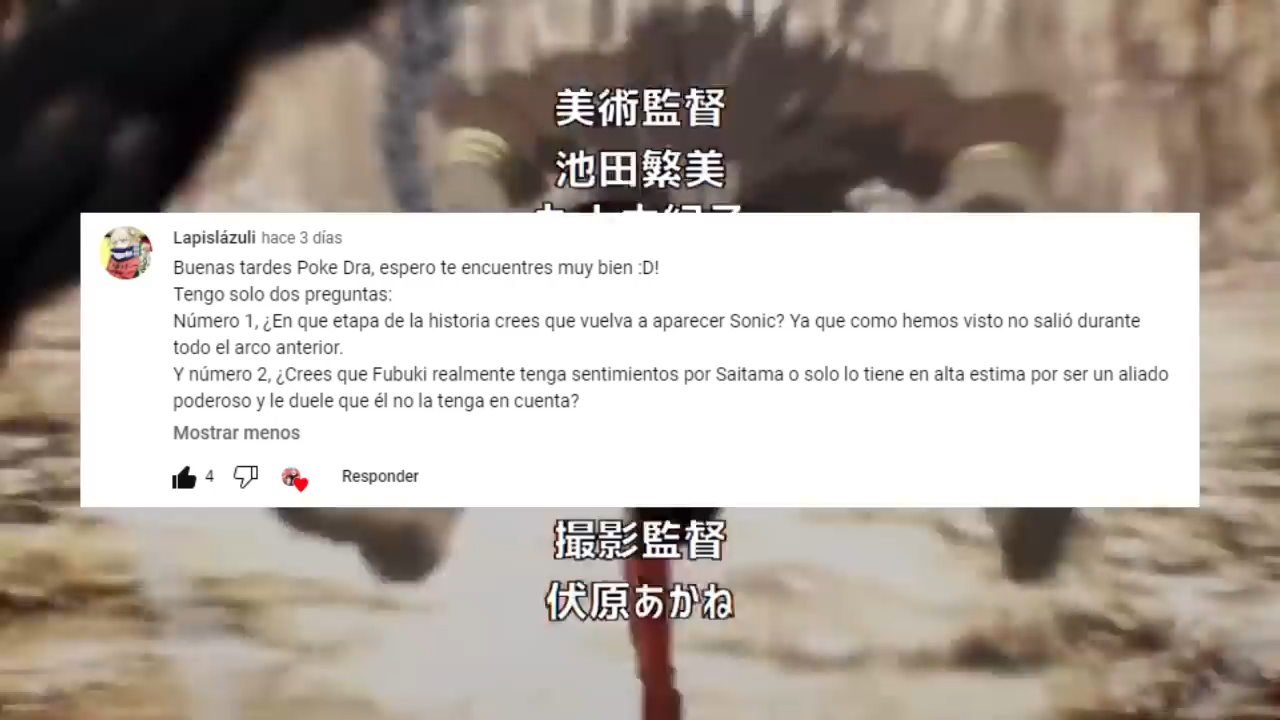 美術監督
池田繁美
Lapislázuli hace 3 días
Buenas tardes Poke Dra, espero te encuentres muy bien :D!
Tengo solo dos preguntas:
Número 1, ¿En que etapa de la historia crees que vuelva a aparecer Sonic? Ya que como hemos visto no salió durante
todo el arco anterior.
Y número 2, ¿Crees que Fubuki realmente tenga sentimientos por Saitama o solo lo tiene en alta estima por ser un aliado
poderoso y le duele que él no la tenga en cuenta?
Mostrar menos
4 Responder
撮影監督
伏原あかね